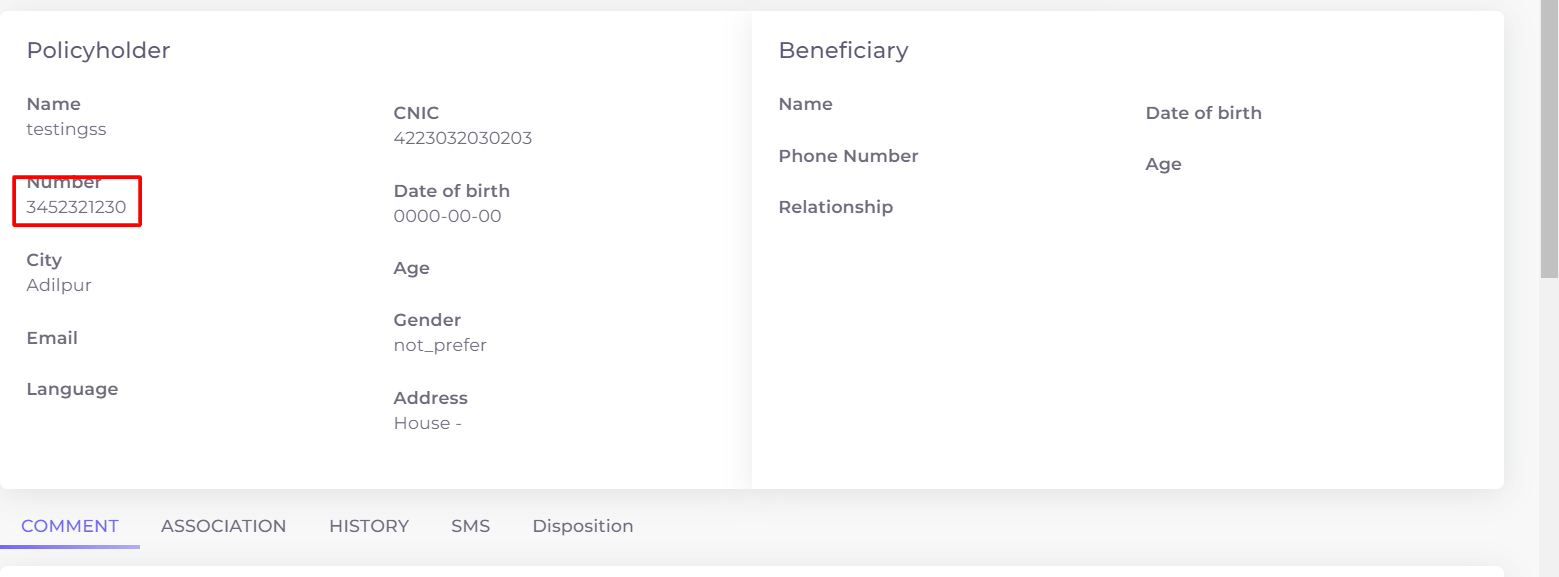 Policyholder
Name
testingss
Number
3452321230
City
Adilpur
Email
Language
CNIC
4223032030203
Date of birth
0000-00-00
Age
Gender
not_prefer
Address
House -
Beneficiary
Name
Phone Number
Relationship
Date of birth
Age
COMMENT ASSOCIATION HISTORY SMS Disposition